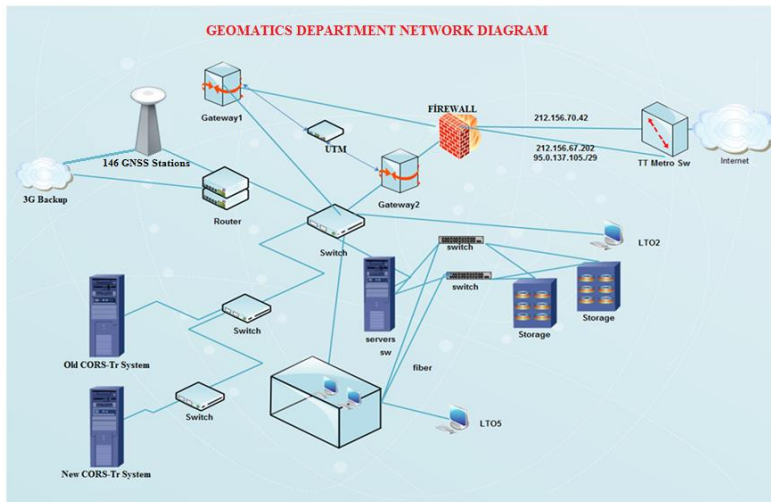 GEOMATICS DEPARTMENT NETWORK DIAGRAM
FİREWALL
212.156.70.42
Gateway1
146 GNSS Stations
UTM
212.156.67.202
95.0.137.105./29
TT Metro Sw
Internet
3G Backup
Gateway2
Router
Switch
switch
LTO2
switch
Switch
servers
sw
Storage
Storage
Old CORS-Tr System
fiber
Switch
LTO5
New CORS-Tr System